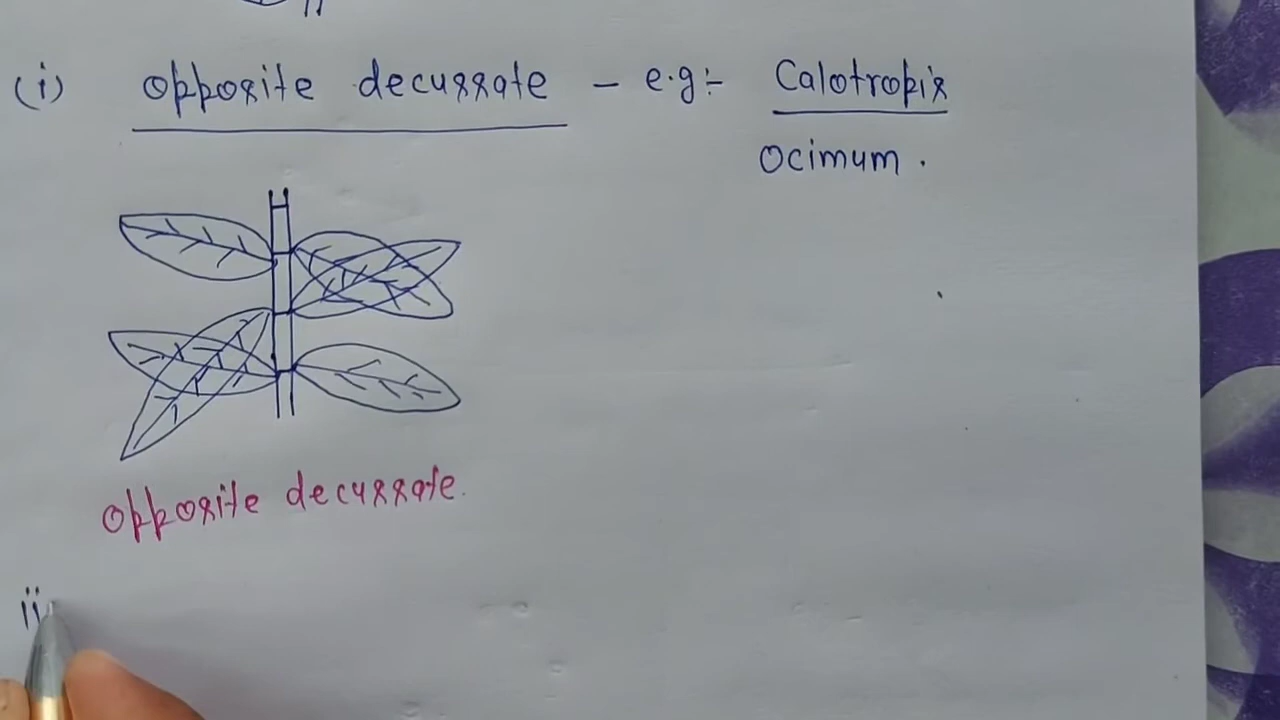 (i) opposite decussate – e.g:- Calotropis
Ocimum.
opposite decussate.
ii